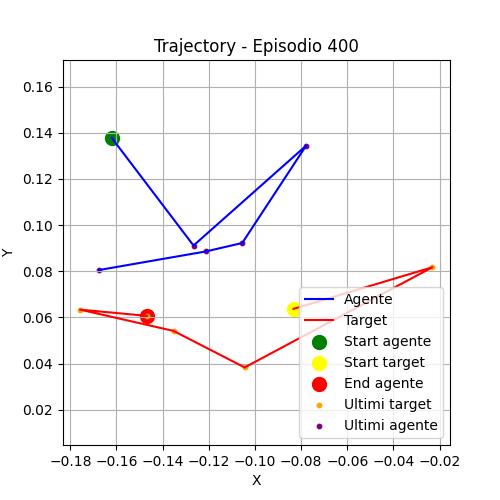 Trajectory - Episodio 400
Y
0.16
0.14
0.12
0.10
0.08
0.06
0.04
0.02
Agente
Target
Start agente
Start target
End agente
Ultimi target
Ultimi agente
−0.18 −0.16 −0.14 −0.12 −0.10 −0.08 −0.06 −0.04 −0.02
X